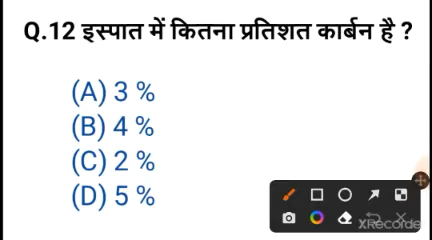 Q.12 इस्पात में कितना प्रतिशत कार्बन है ?
(A) 3 %
(B) 4 %
(C) 2 %
(D) 5 %
XRecorder